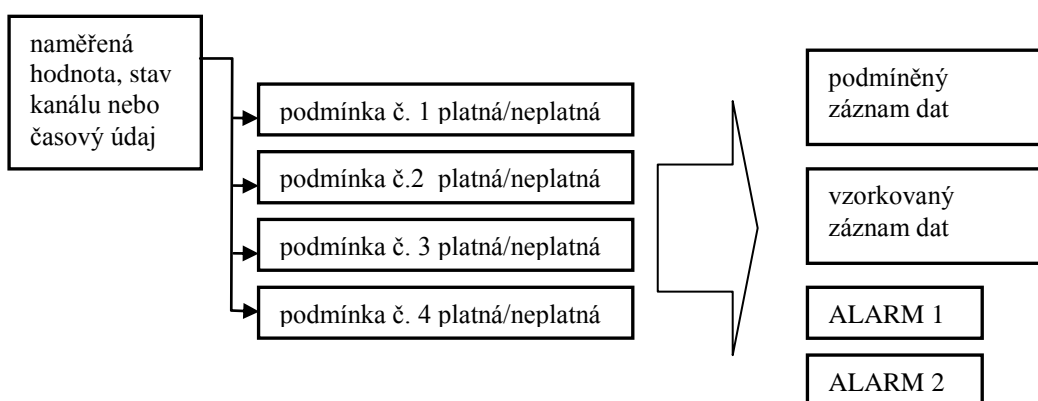 naměřená
hodnota, stav
kanálu nebo
časový údaj
podmínka č. 1 platná/neplatná
podmínka č.2  platná/neplatná
podmínka č. 3 platná/neplatná
podmínka č. 4 platná/neplatná
podmíněný
záznam dat
vzorkovaný
záznam dat
ALARM 1
ALARM 2